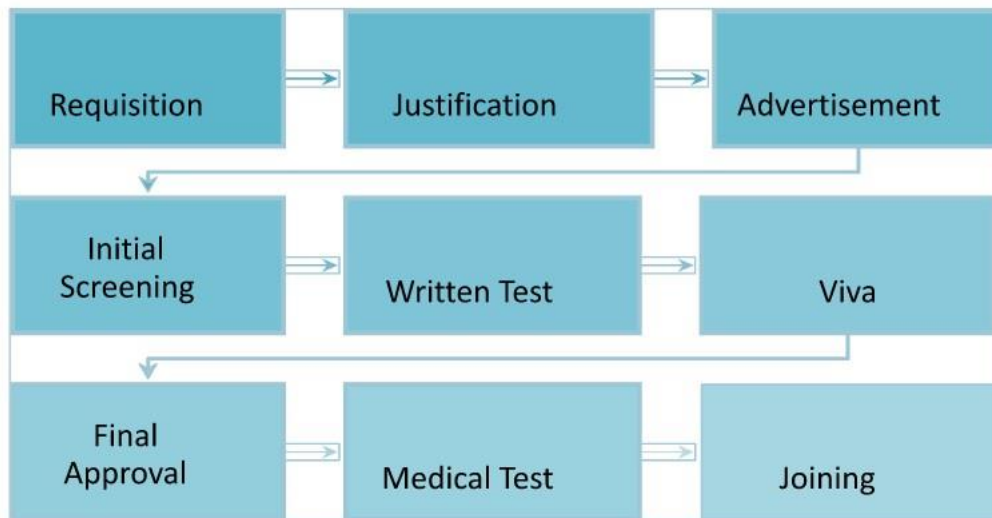 Requisition
Justification
Advertisement
Initial
Screening
Written Test
Viva
Final
Approval
Medical Test
Joining